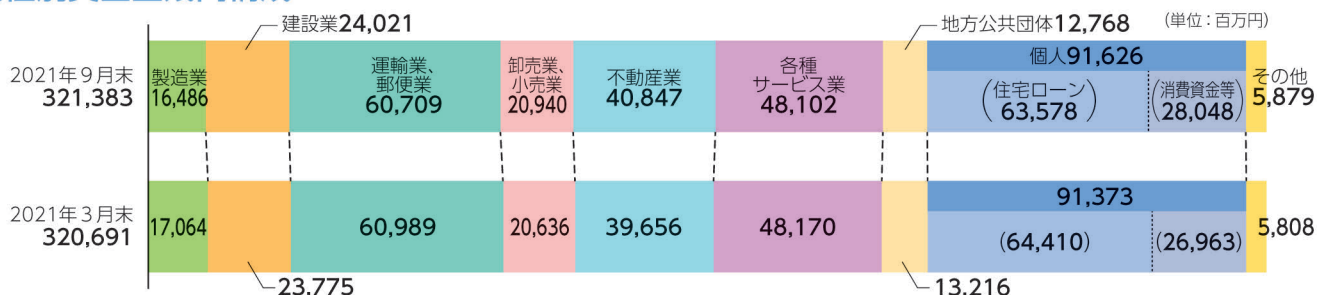 建設業24,021
地方公共団体12,768
(単位：百万円)
2021年9月末
321,383
製造業
16,486
運輸業、
郵便業
60,709
卸売業、
小売業
20,940
不動産業
40,847
各種
サービス業
48,102
個人91,626
(住宅ローン)
63,578
(消費資金等)
28,048
その他
5,879
2021年3月末
320,691
17,064
60,989
20,636
39,656
48,170
91,373
(64,410)
(26,963)
5,808
23,775
13,216